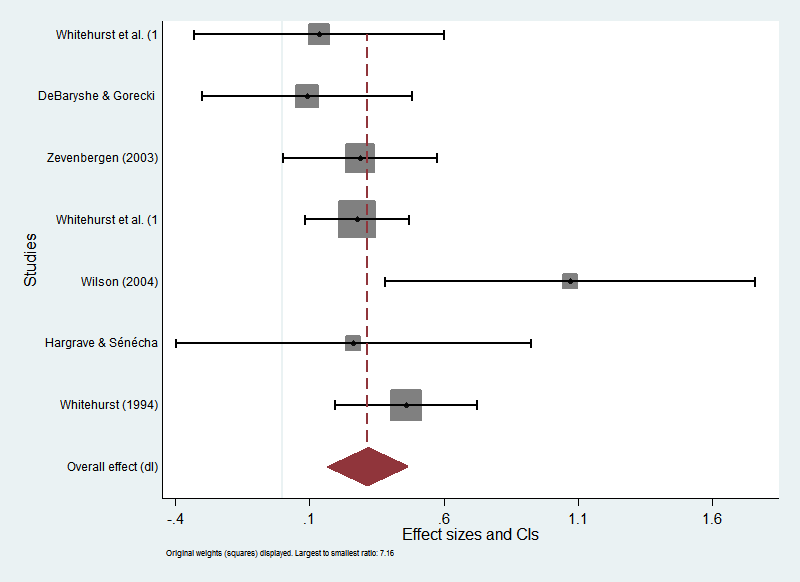 Whitehurst et al. (1
DeBaryshe & Gorecki
Zevenbergen (2003)
Whitehurst et al. (1
Wilson (2004)
Hargrave & Sénécha
Whitehurst (1994)
Overall effect (dl)
Studies
-.4 .1 .6 1.1 1.6
Effect sizes and CIs
Original weights (squares) displayed. Largest to smallest ratio: 7.16